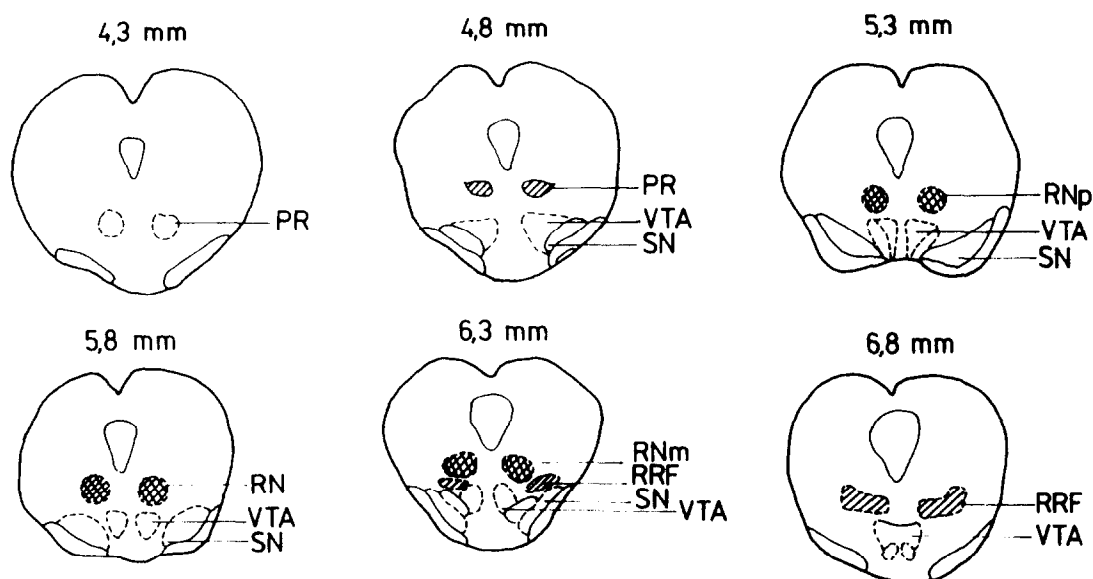 4,3 mm
PR
4,8 mm
PR
VTA
SN
5,3 mm
RNp
VTA
SN
5,8 mm
RN
VTA
SN
6,3 mm
RNm
RRF
SN
VTA
6,8 mm
RRF
VTA